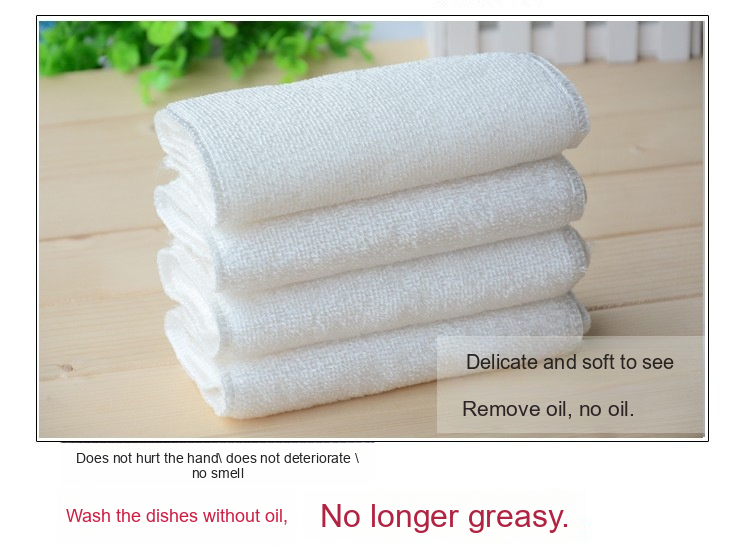 Delicate and soft to see
Remove oil, no oil.
Does not hurt the hand\ does not deteriorate \
no smell
Wash the dishes without oil,
No longer greasy.